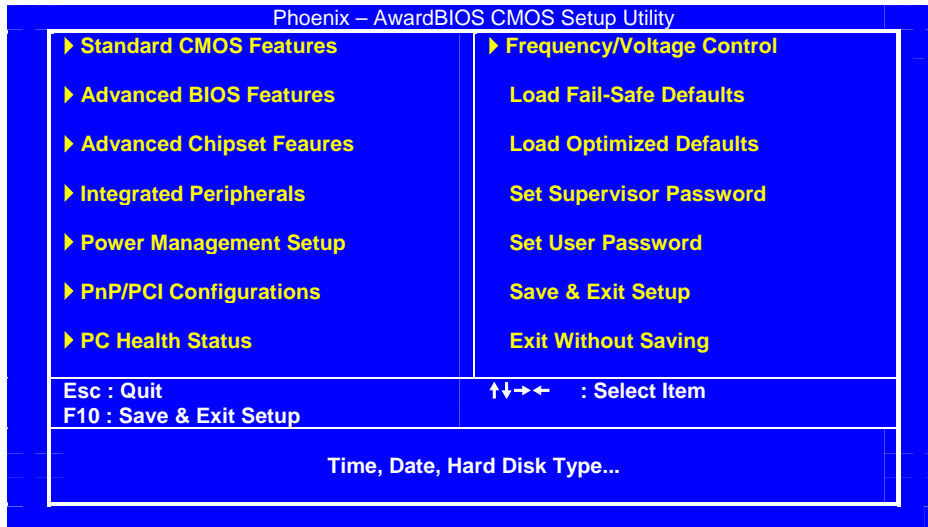 Phoenix – AwardBIOS CMOS Setup Utility
Standard CMOS Features
Advanced BIOS Features
Advanced Chipset Feaures
Integrated Peripherals
Power Management Setup
PnP/PCI Configurations
PC Health Status
Frequency/Voltage Control
Load Fail-Safe Defaults
Load Optimized Defaults
Set Supervisor Password
Set User Password
Save & Exit Setup
Exit Without Saving
Esc : Quit
F10 : Save & Exit Setup
↑↓→← : Select Item
Time, Date, Hard Disk Type...